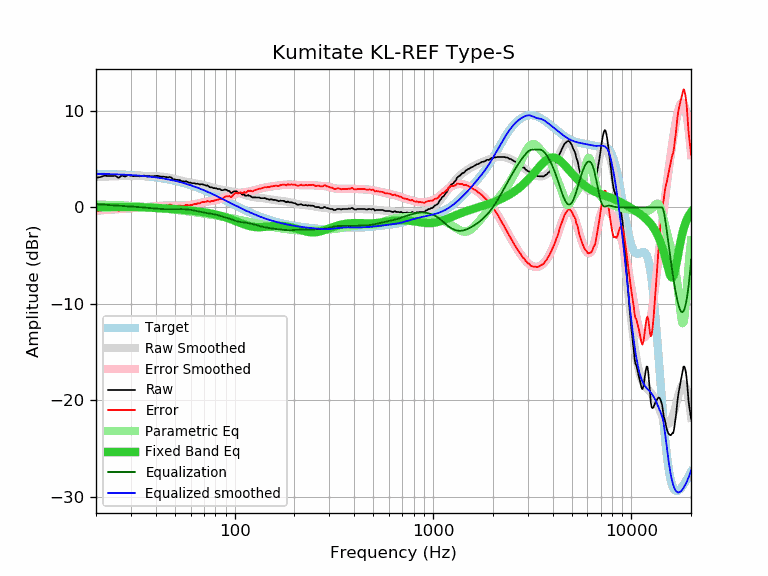 Kumitate KL-REF Type-S
Amplitude (dBr)
10
0
−10
−20
−30
Target
Raw Smoothed
Error Smoothed
Raw
Error
Parametric Eq
Fixed Band Eq
Equalization
Equalized smoothed
100 1000 10000
Frequency (Hz)